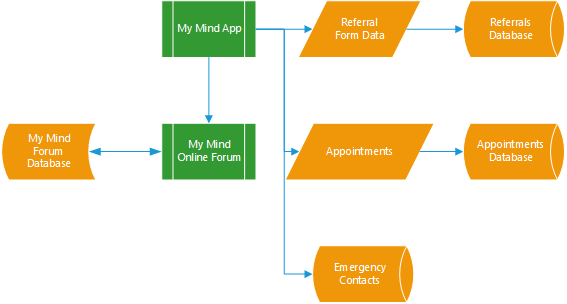 My Mind App
Referral
Form Data
Referrals
Database
My Mind
Forum
Database
My Mind
Online Forum
Appointments
Appointments
Database
Emergency
Contacts